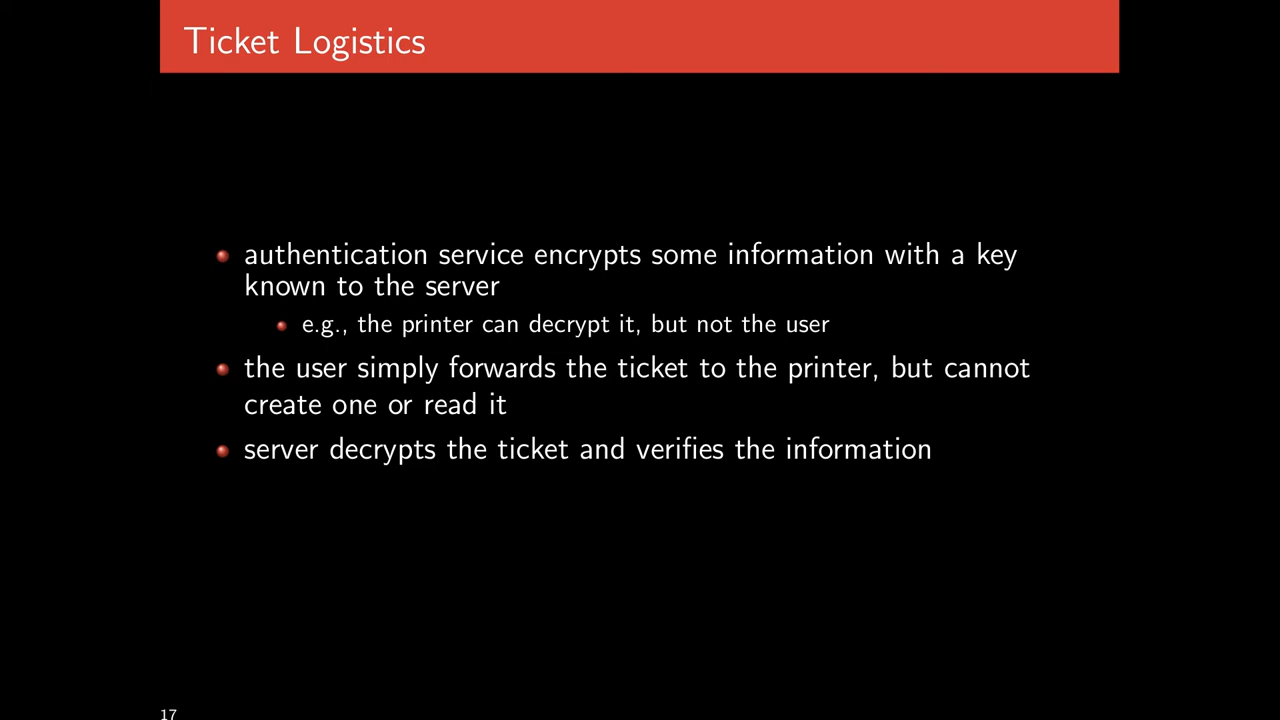 Ticket Logistics
authentication service encrypts some information with a key
known to the server
e.g., the printer can decrypt it, but not the user
the user simply forwards the ticket to the printer, but cannot
create one or read it
server decrypts the ticket and verifies the information
17